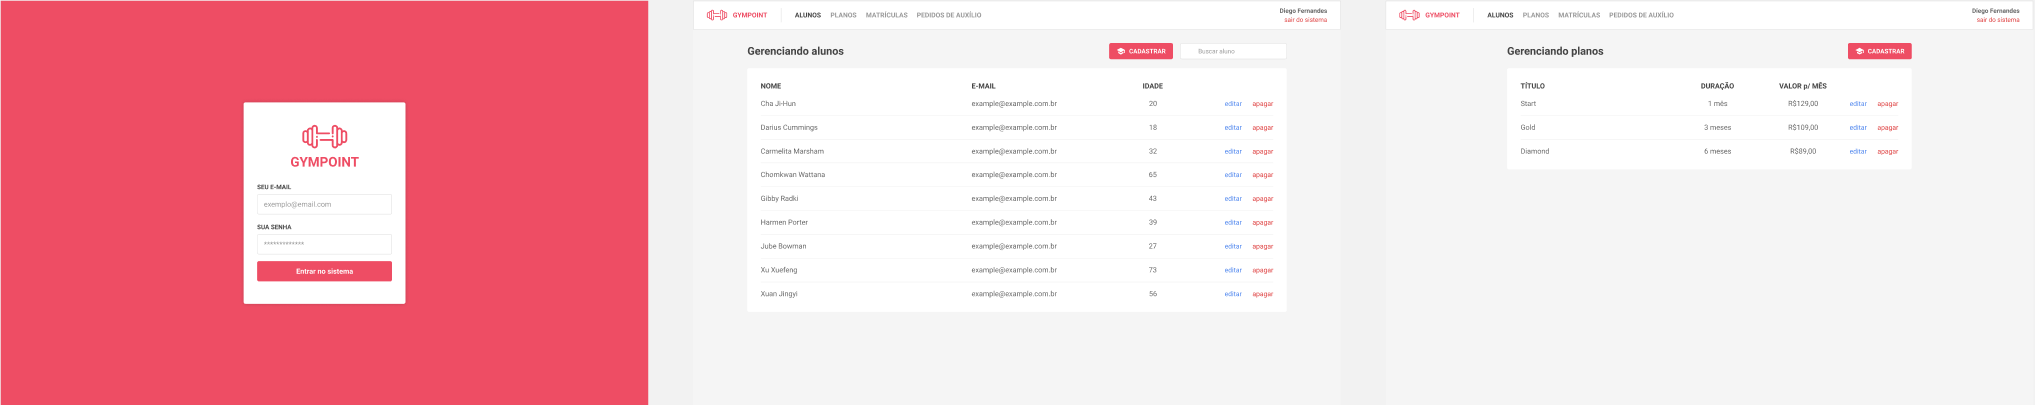 GYMPOINT
SEU E-MAIL
exemplo@email.com
SUA SENHA
*************
Entrar no sistema
GYMPOINT ALUNOS PLANOS MATRÍCULAS PEDIDOS DE AUXÍLIO Diego Fernandes
sair do sistema
Gerenciando alunos CADASTRAR Buscar aluno
NOME E-MAIL IDADE
Cha Ji-Hun example@example.com.br 20 editar apagar
Darius Cummings example@example.com.br 18 editar apagar
Carmelita Marsham example@example.com.br 32 editar apagar
Chomkwan Wattana example@example.com.br 65 editar apagar
Gibby Radki example@example.com.br 43 editar apagar
Harmen Porter example@example.com.br 39 editar apagar
Jube Bowman example@example.com.br 27 editar apagar
Xu Xuefeng example@example.com.br 73 editar apagar
Xuan Jingyi example@example.com.br 56 editar apagar
GYMPOINT ALUNOS PLANOS MATRÍCULAS PEDIDOS DE AUXÍLIO Diego Fernandes
sair do sistema
Gerenciando planos CADASTRAR
TÍTULO DURAÇÃO VALOR p/ MÊS
Start 1 mês R$129,00 editar apagar
Gold 3 meses R$109,00 editar apagar
Diamond 6 meses R$89,00 editar apagar